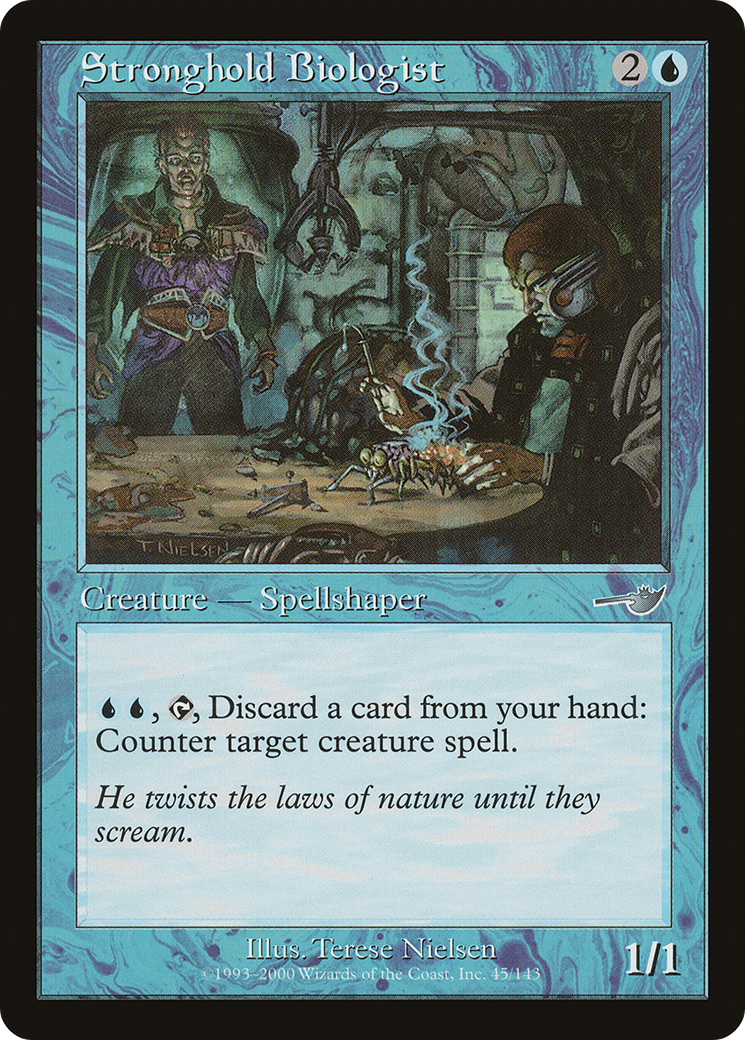 Stronghold Biologist 2
T. NIELSEN
Creature — Spellshaper
, , Discard a card from your hand:
Counter target creature spell.
He twists the laws of nature until they
scream.
Illus. Terese Nielsen
©1993–2000 Wizards of the Coast, Inc. 45/143
1/1